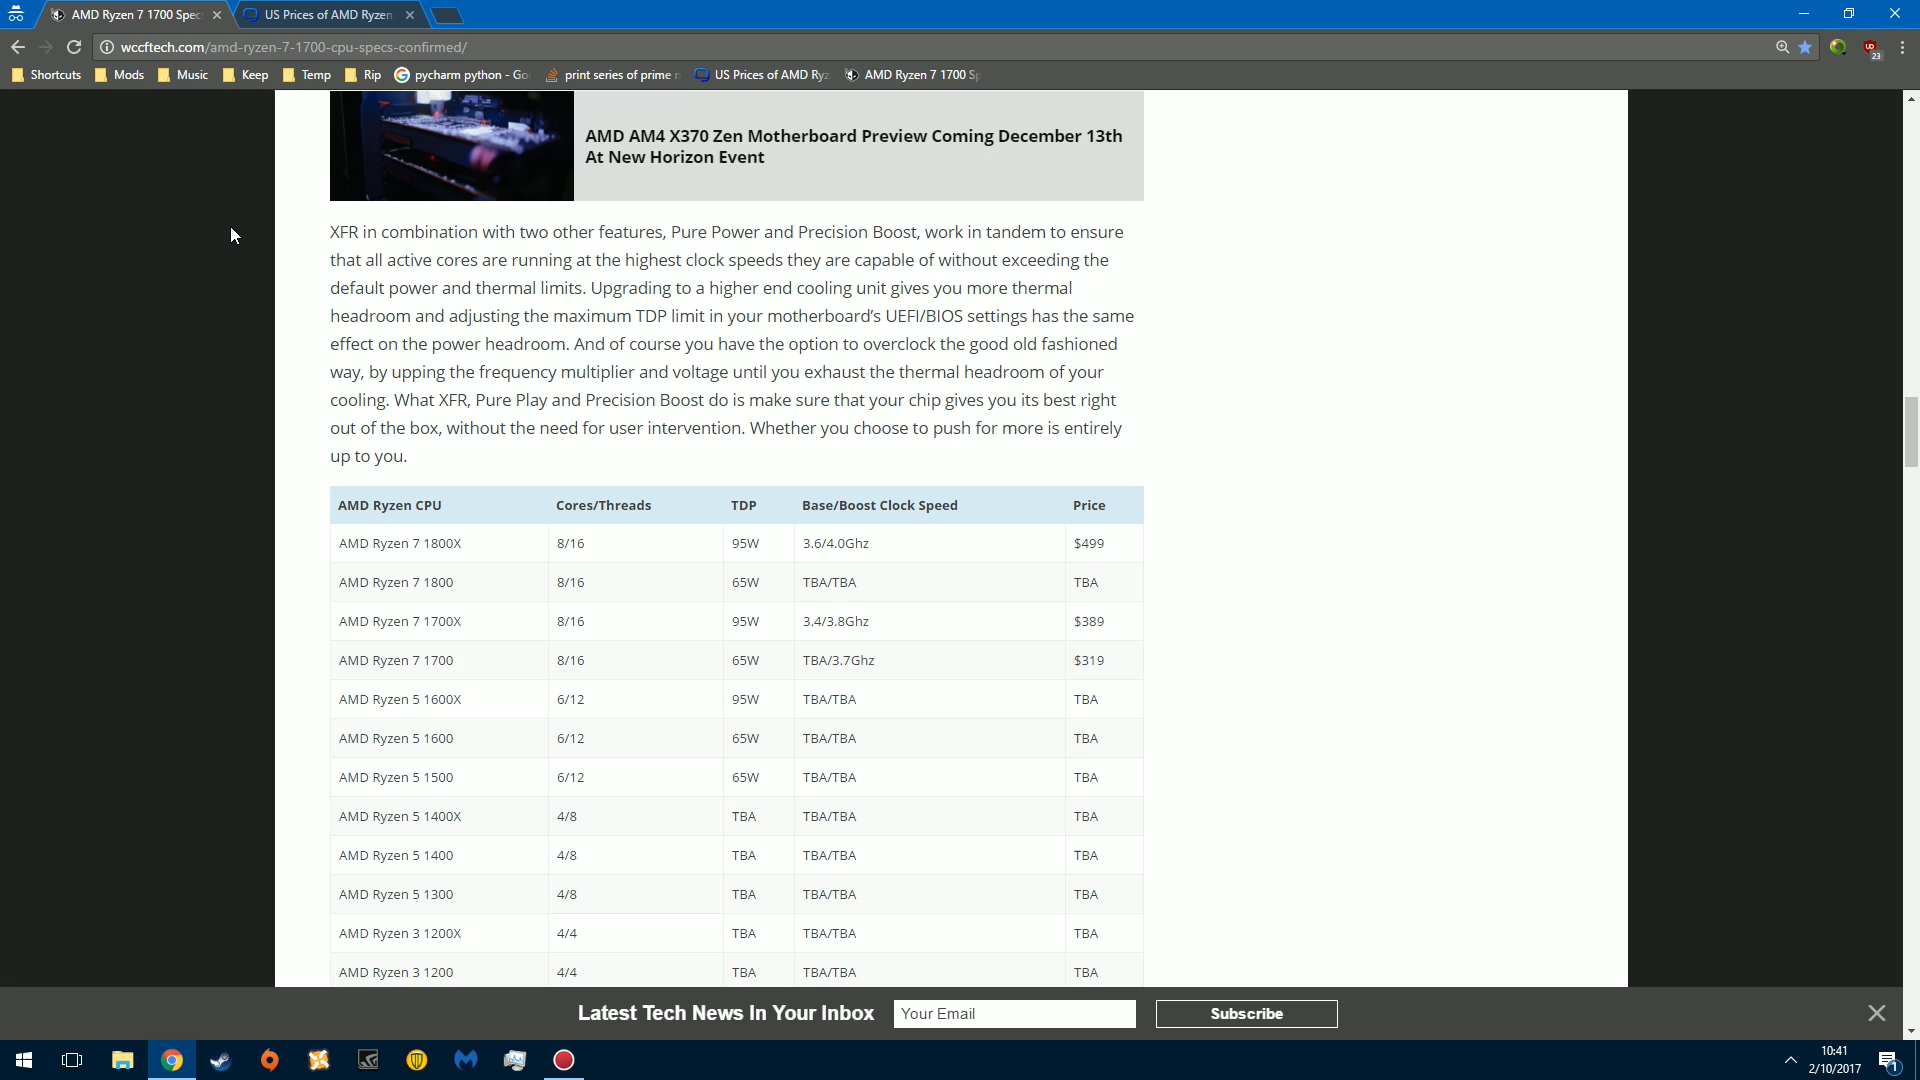 AMD Ryzen 7 1700 Spec
US Prices of AMD Ryzen
wccftech.com/amd-ryzen-7-1700-cpu-specs-confirmed/
Shortcuts Mods Music Keep Temp Rip pycharm python - Go print series of prime n US Prices of AMD Ryz AMD Ryzen 7 1700 Sp
23
AMD AM4 X370 Zen Motherboard Preview Coming December 13th
At New Horizon Event
XFR in combination with two other features, Pure Power and Precision Boost, work in tandem to ensure
that all active cores are running at the highest clock speeds they are capable of without exceeding the
default power and thermal limits. Upgrading to a higher end cooling unit gives you more thermal
headroom and adjusting the maximum TDP limit in your motherboard's UEFI/BIOS settings has the same
effect on the power headroom. And of course you have the option to overclock the good old fashioned
way, by upping the frequency multiplier and voltage until you exhaust the thermal headroom of your
cooling. What XFR, Pure Play and Precision Boost do is make sure that your chip gives you its best right
out of the box, without the need for user intervention. Whether you choose to push for more is entirely
up to you.
AMD Ryzen CPU Cores/Threads TDP Base/Boost Clock Speed Price
AMD Ryzen 7 1800X 8/16 95W 3.6/4.0Ghz $499
AMD Ryzen 7 1800 8/16 65W TBA/TBA TBA
AMD Ryzen 7 1700X 8/16 95W 3.4/3.8Ghz $389
AMD Ryzen 7 1700 8/16 65W TBA/3.7Ghz $319
AMD Ryzen 5 1600X 6/12 95W TBA/TBA TBA
AMD Ryzen 5 1600 6/12 65W TBA/TBA TBA
AMD Ryzen 5 1500 6/12 65W TBA/TBA TBA
AMD Ryzen 5 1400X 4/8 TBA TBA/TBA TBA
AMD Ryzen 5 1400 4/8 TBA TBA/TBA TBA
AMD Ryzen 5 1300 4/8 TBA TBA/TBA TBA
AMD Ryzen 3 1200X 4/4 TBA TBA/TBA TBA
AMD Ryzen 3 1200 4/4 TBA TBA/TBA TBA
Latest Tech News In Your Inbox Your Email Subscribe
10:41
2/10/2017
1